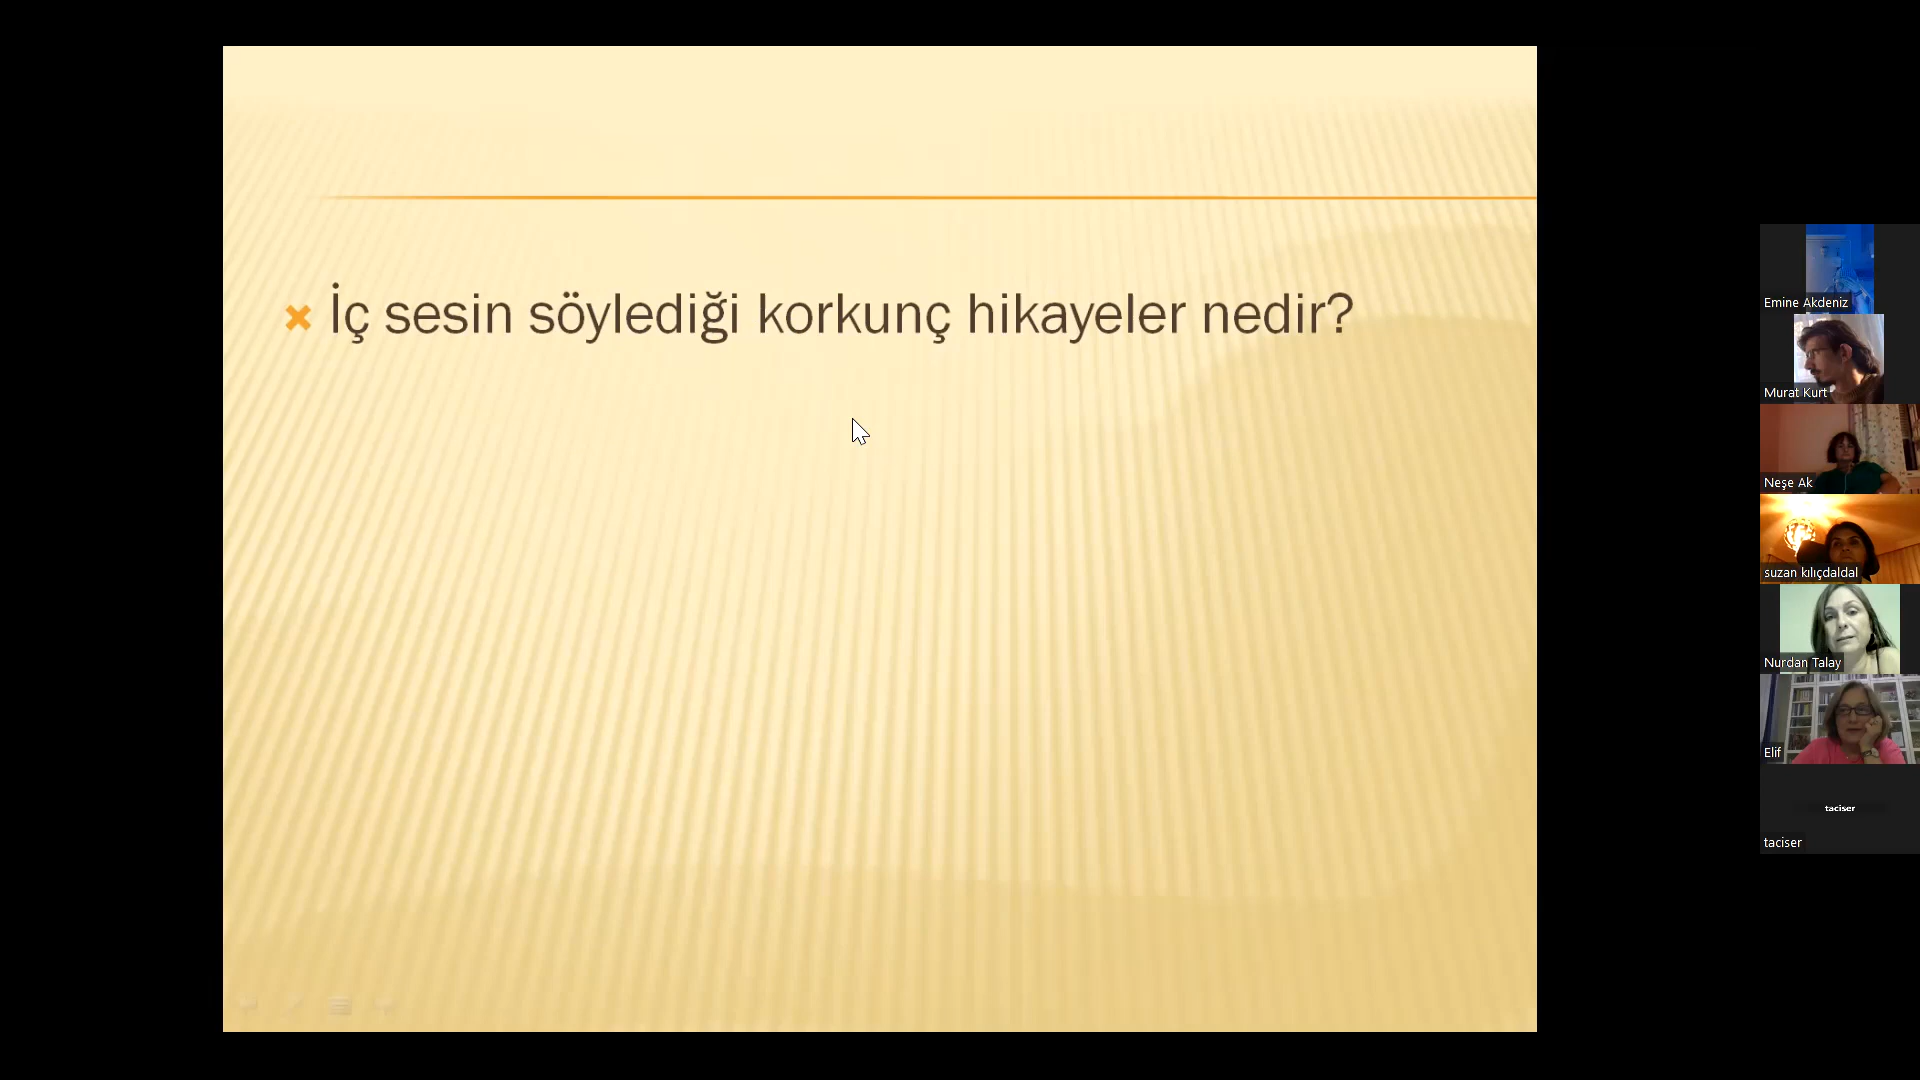 İç sesin söylediği korkunç hikayeler nedir?
Emine Akdeniz
Murat Kurt
Neşe Ak
suzan kılıçdaldal
Nurdan Talay
Elif
taciser
taciser